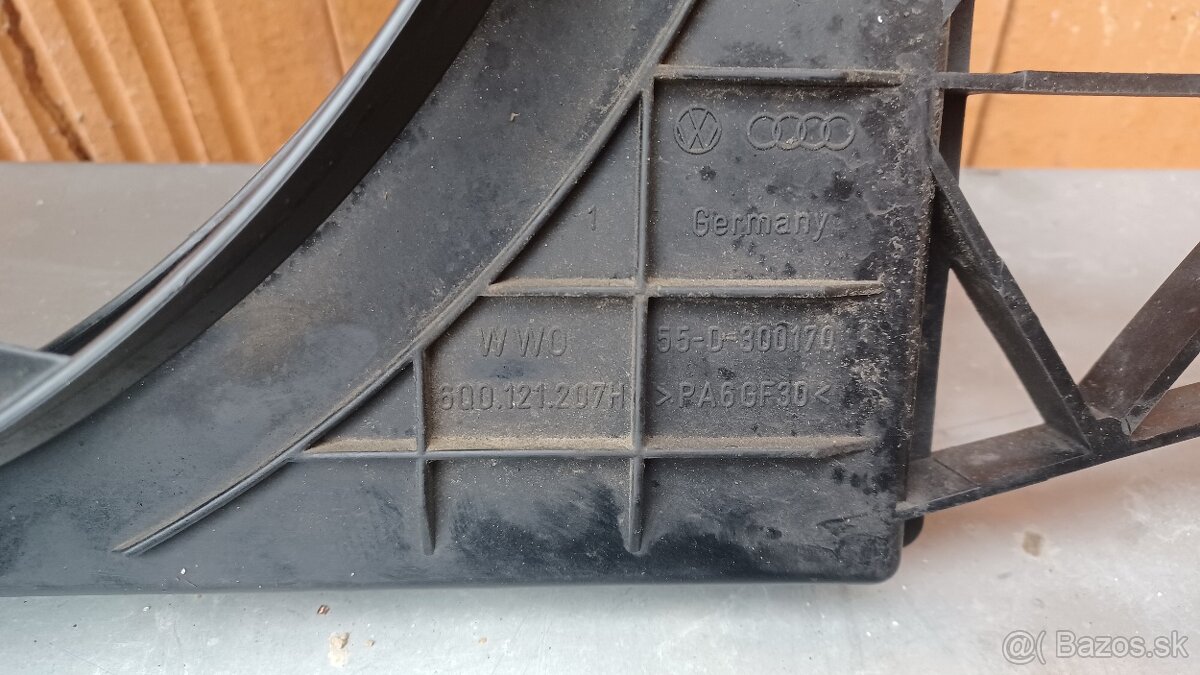 1 Germany
WWO 55-D-300170
6Q0.121.207H >PA6GF30<
@( Bazos.sk